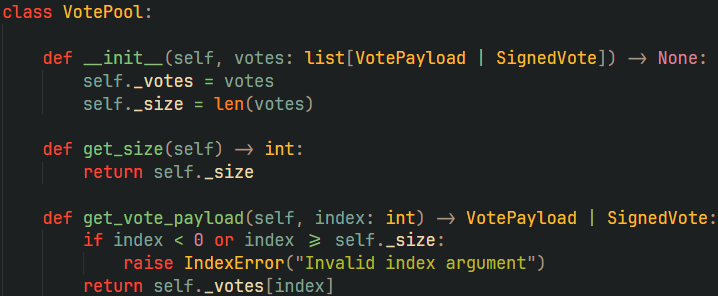 class VotePool:
    def __init__(self, votes: list[VotePayload | SignedVote]) -> None:
        self._votes = votes
        self._size = len(votes)
    def get_size(self) -> int:
        return self._size
    def get_vote_payload(self, index: int) -> VotePayload | SignedVote:
        if index < 0 or index >= self._size:
            raise IndexError("Invalid index argument")
        return self._votes[index]